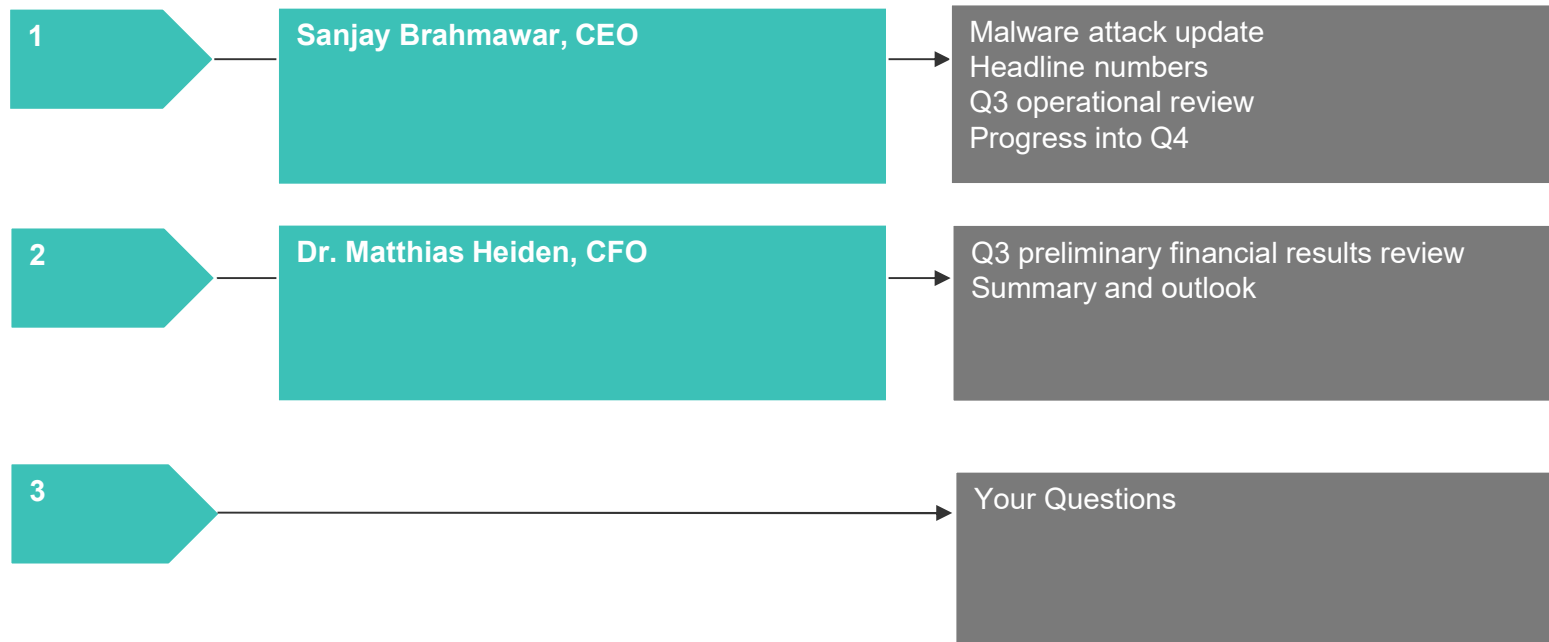 1
Sanjay Brahmawar, CEO
Malware attack update
Headline numbers
Q3 operational review
Progress into Q4
2
Dr. Matthias Heiden, CFO
Q3 preliminary financial results review
Summary and outlook
3
Your Questions